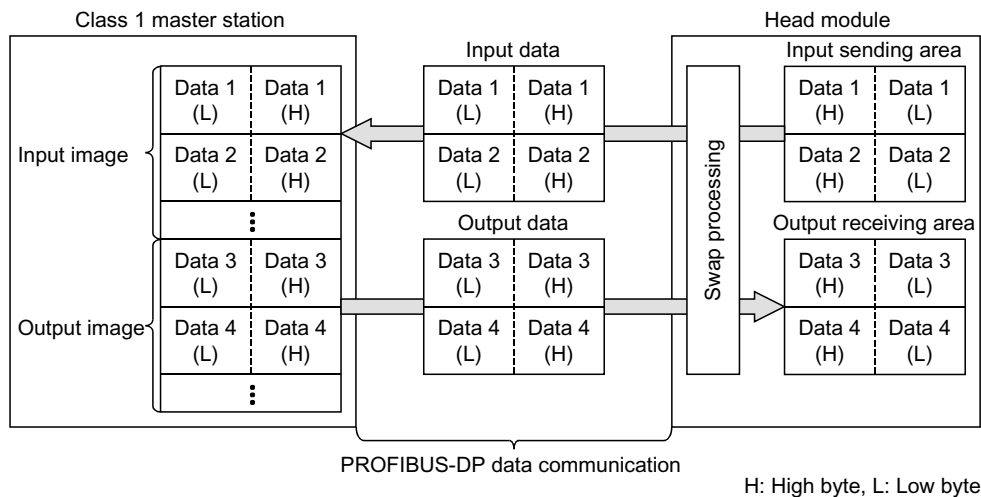 Class 1 master station
Head module
Input data
Input sending area
Data 1 (L) Data 1 (H)
Data 2 (L) Data 2 (H)
Input image
Data 1 (L) Data 1 (H)
Data 2 (L) Data 2 (H)
Data 1 (H) Data 1 (L)
Data 2 (H) Data 2 (L)
Swap processing
Output data
Output receiving area
Data 3 (L) Data 3 (H)
Data 4 (L) Data 4 (H)
Output image
Data 3 (L) Data 3 (H)
Data 4 (L) Data 4 (H)
Data 3 (H) Data 3 (L)
Data 4 (H) Data 4 (L)
PROFIBUS-DP data communication
H: High byte, L: Low byte